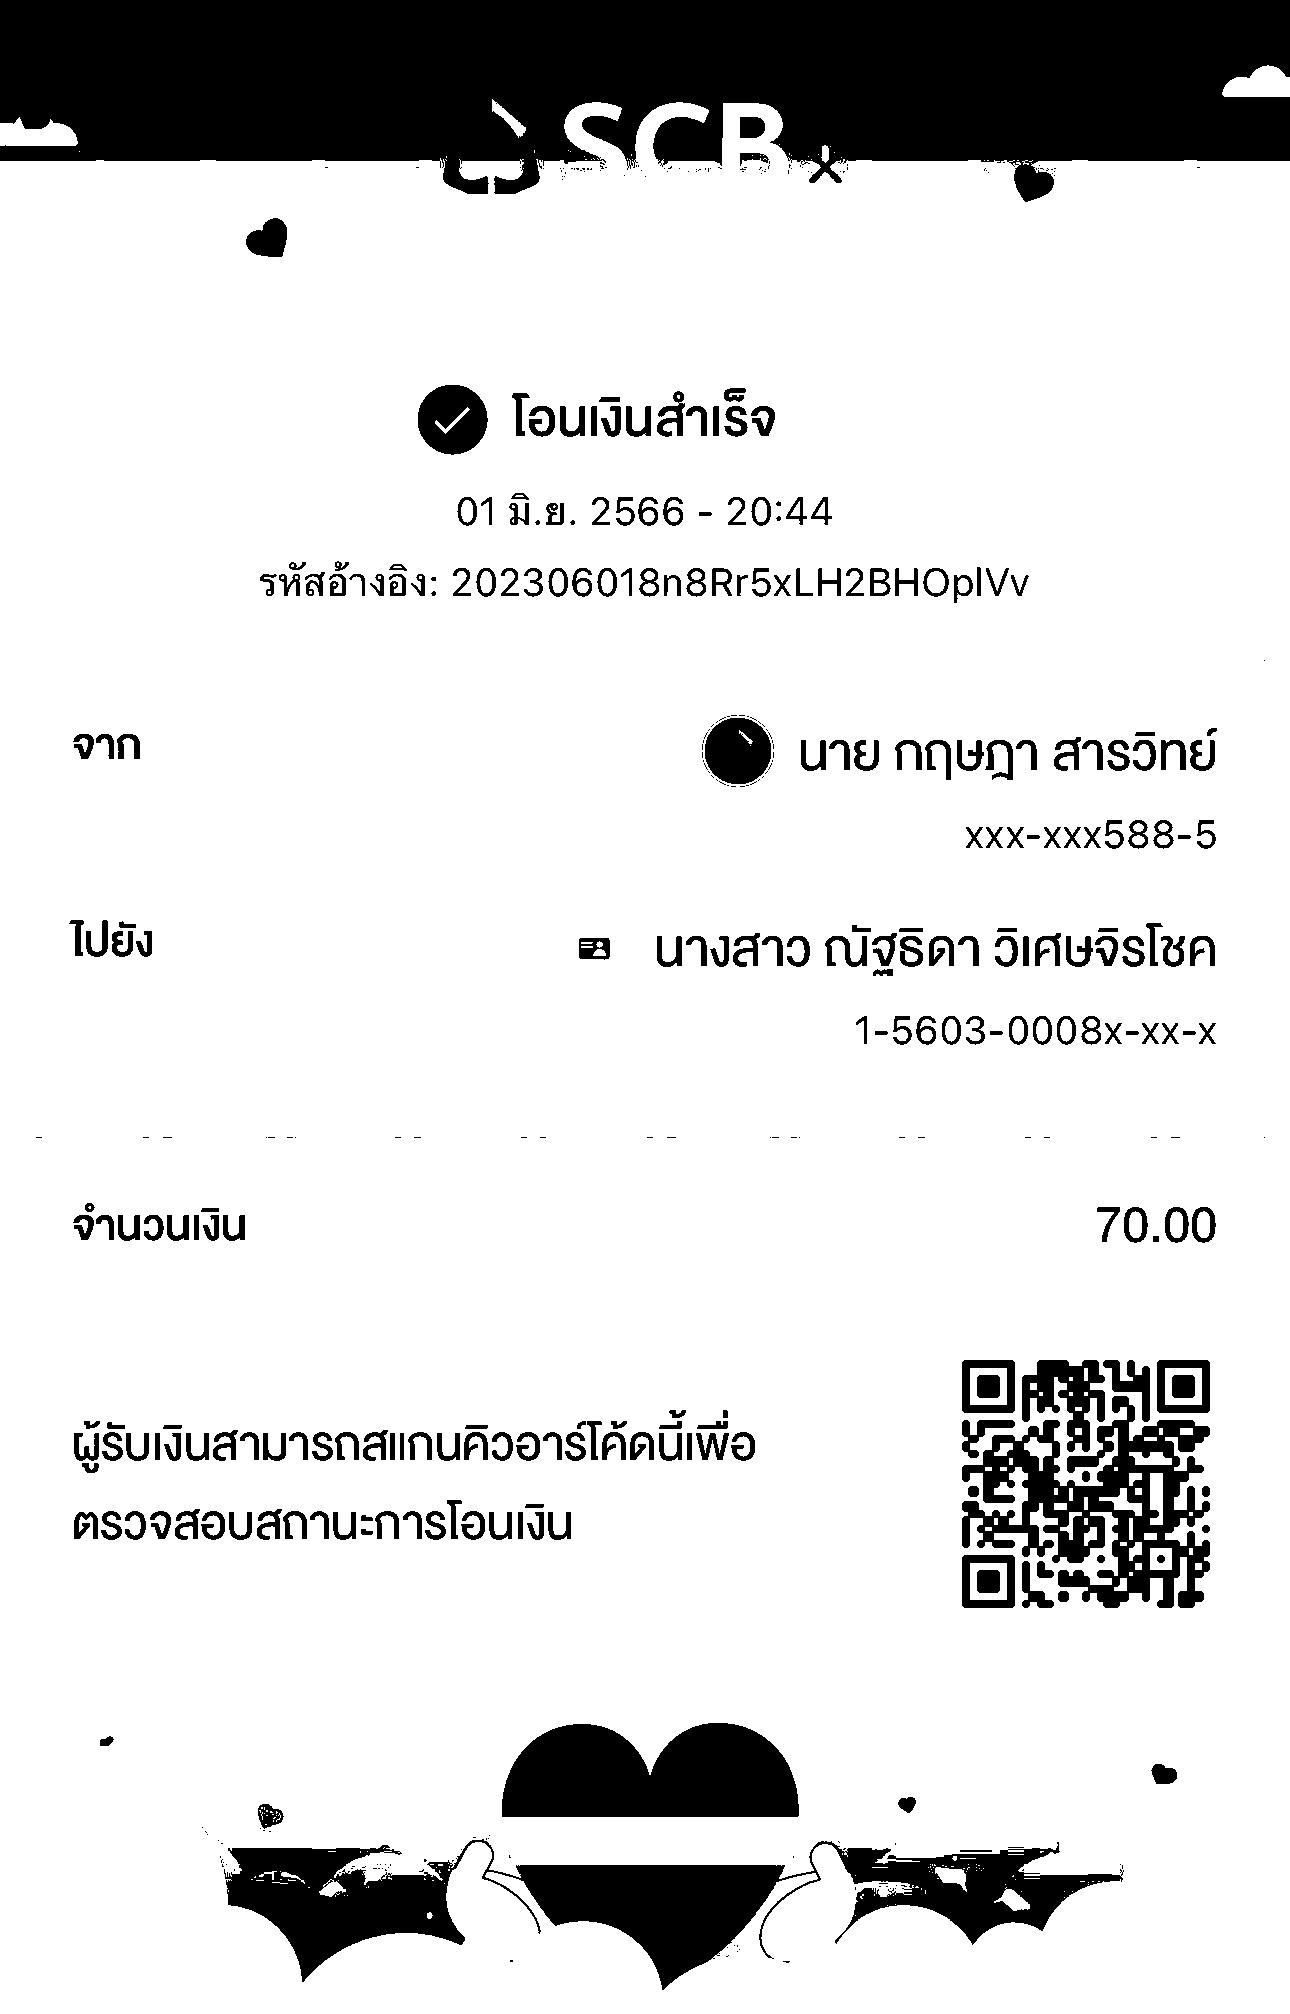 SCB
โอนเงินสำเร็จ
01 มิ.ย. 2566 - 20:44
รหัสอ้างอิง: 202306018n8Rr5xLH2BHOplVv
จาก
นาย กฤษฎา สารวิทย์
xxx-xxx588-5
ไปยัง
นางสาว ณัฐธิดา วิเศษจิรโชค
1-5603-0008x-xx-x
จำนวนเงิน 70.00
ผู้รับเงินสามารถสแกนคิวอาร์โค้ดนี้เพื่อ
ตรวจสอบสถานะการโอนเงิน